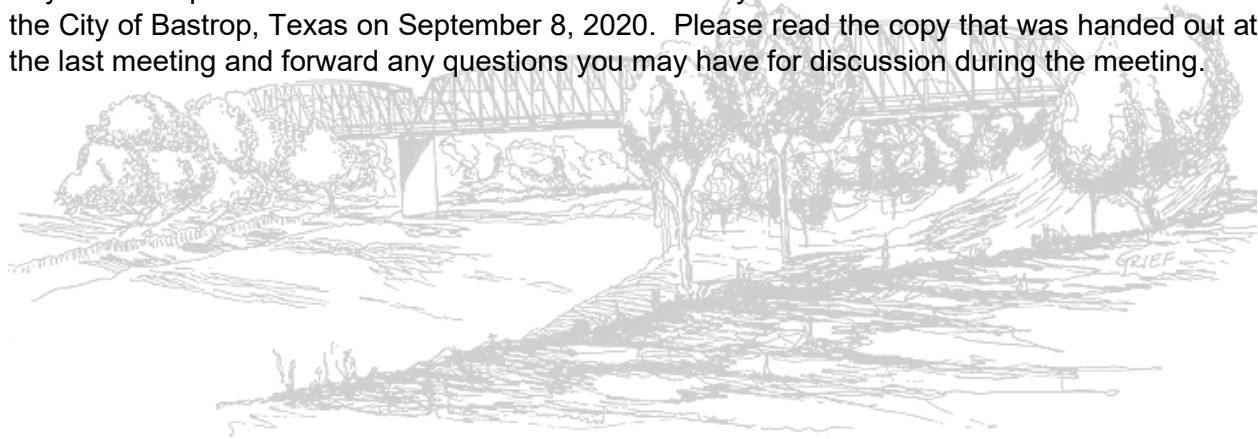 the City of Bastrop, Texas on September 8, 2020.  Please read the copy that was handed out at
the last meeting and forward any questions you may have for discussion during the meeting.
GRIEF